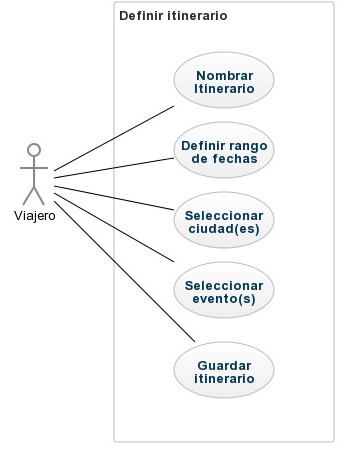 Definir itinerario
Nombrar
Itinerario
Definir rango
de fechas
Viajero
Seleccionar
ciudad(es)
Seleccionar
evento(s)
Guardar
itinerario